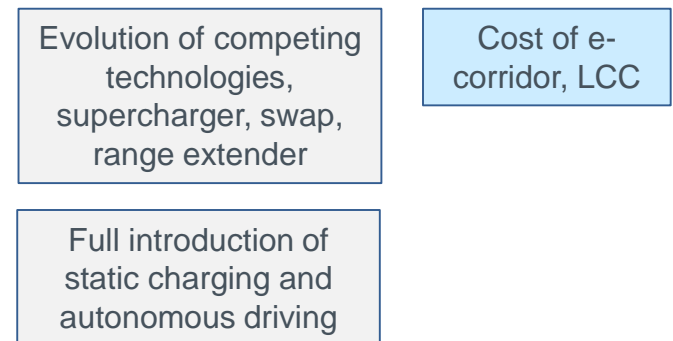 Evolution of competing
technologies,
supercharger, swap,
range extender
Cost of e-
corridor, LCC
Full introduction of
static charging and
autonomous driving